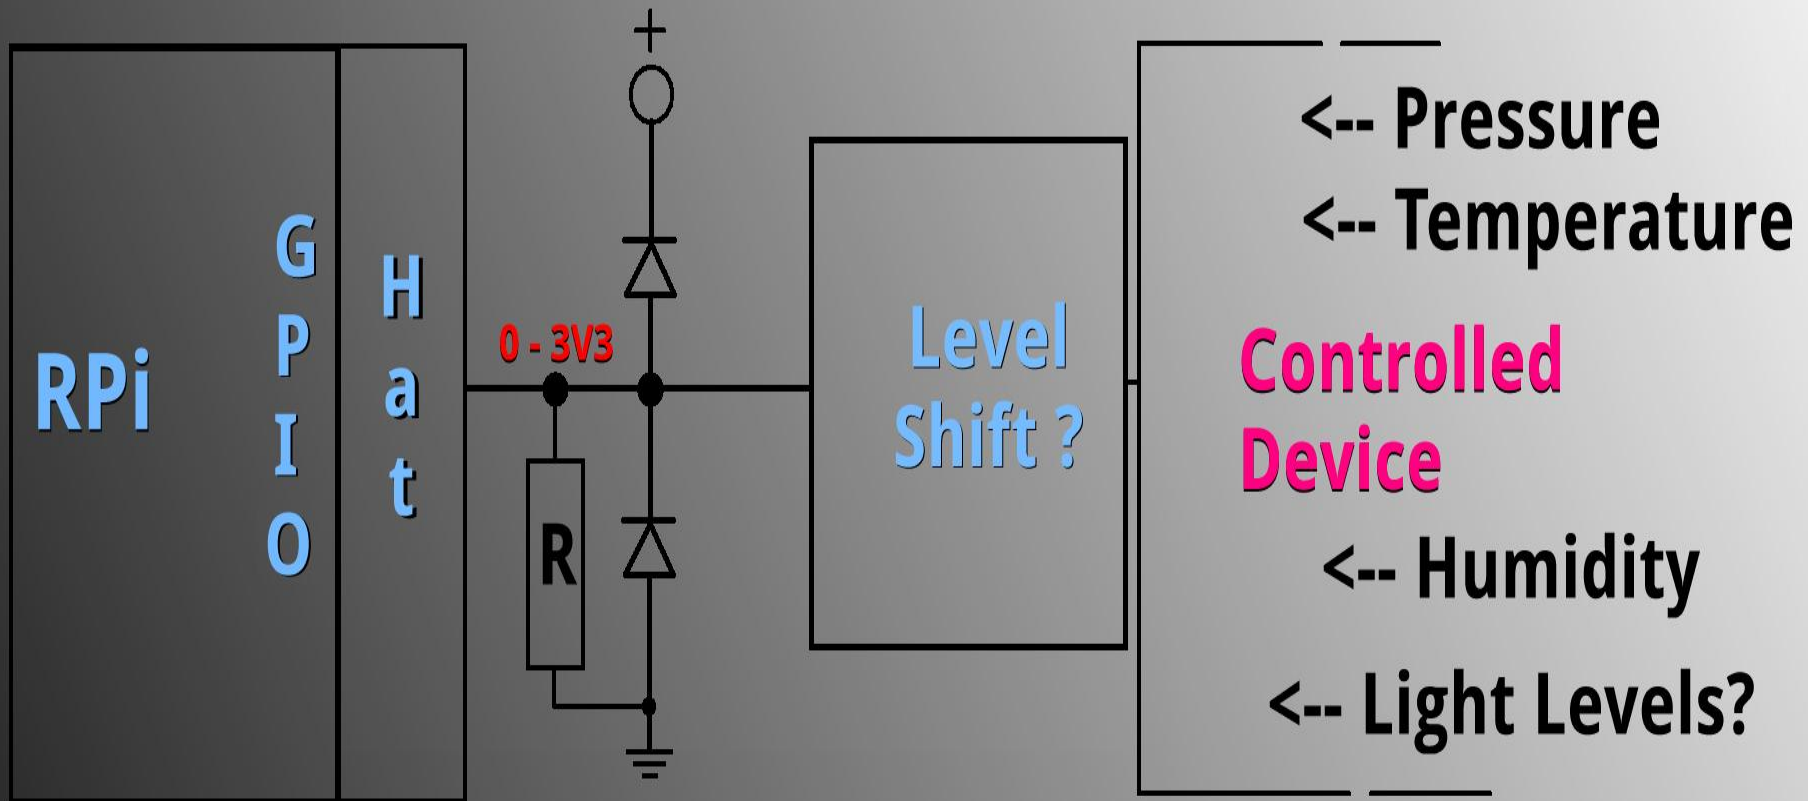 RPi
G
P
I
O
H
a
t
+
0 - 3V3
R
Level
Shift ?
<-- Pressure
<-- Temperature
Controlled
Device
<-- Humidity
<-- Light Levels?